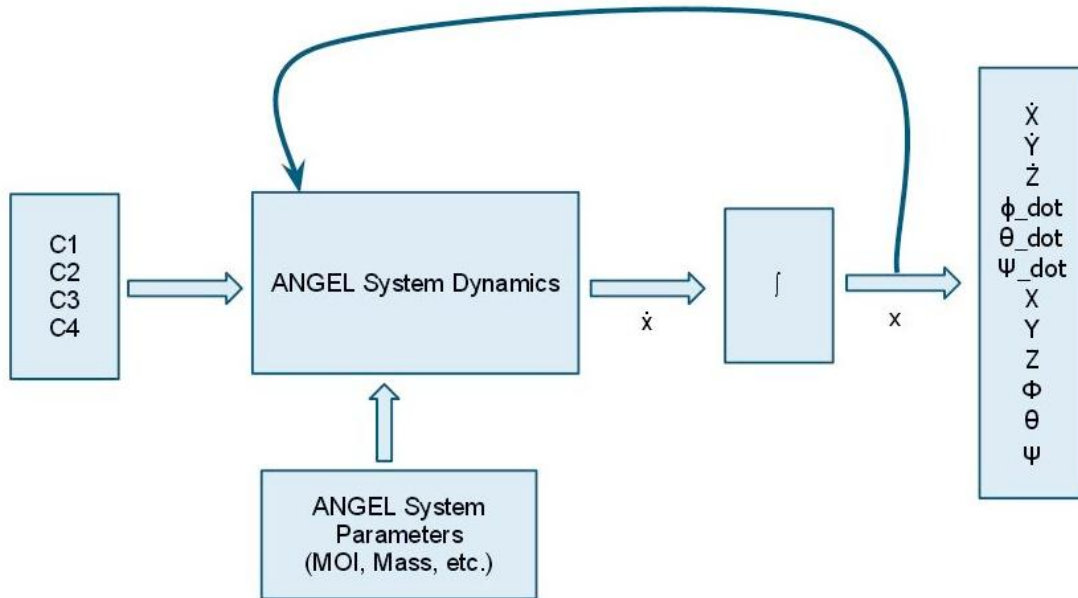 C1
C2
C3
C4
ANGEL System Dynamics
ANGEL System
Parameters
(MOI, Mass, etc.)
ẋ
∫
x
Ẋ
Ẏ
Ż
ϕ_dot
θ_dot
Ψ_dot
X
Y
Z
Φ
θ
Ψ